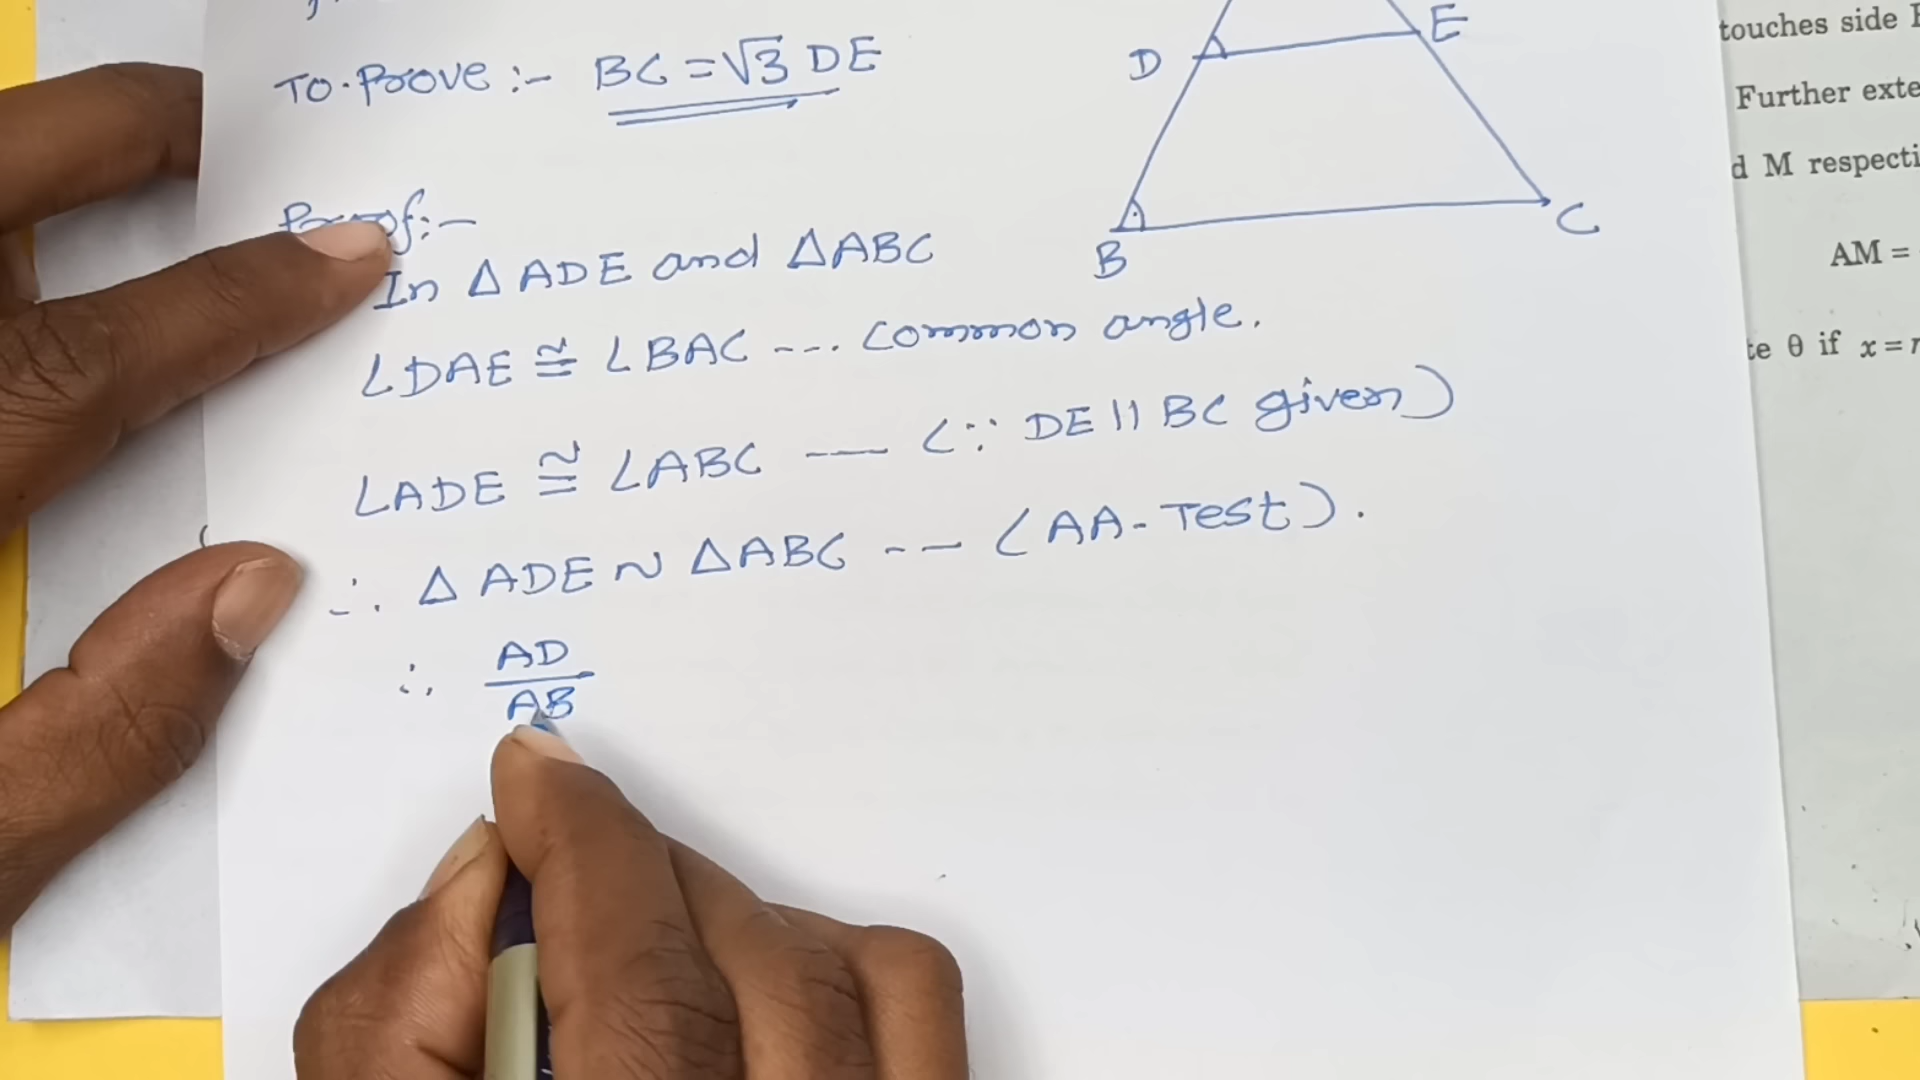 To.Prove :- BC = √3 DE
Proof:-
In △ ADE and △ABC
∠DAE ≅ ∠BAC --- Common angle.
∠ADE ≅ ∠ABC — (∵ DE || BC given)
∴ △ ADE ~ △ABC -- (AA-Test).
∴ AD
AB
D
E
B
C
touches side
Further exte
d M respecti
AM =
te θ if x =